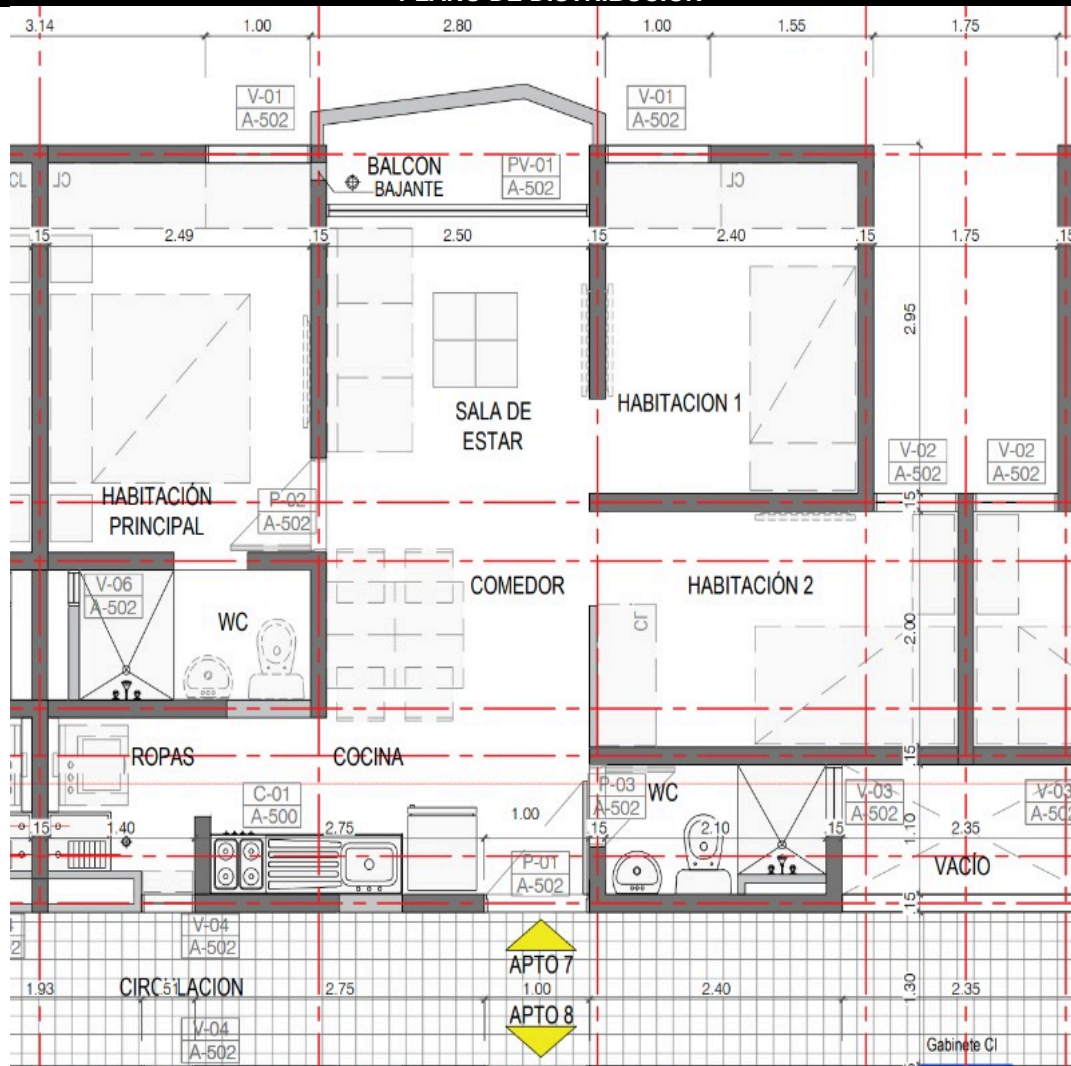 PLANO DE DISTRIBUCION
3.14
1.00
2.80
1.00
1.55
1.75
V-01
A-502
V-01
A-502
BALCON
BAJANTE
PV-01
A-502
CL
CL
CL
.15
2.49
.15
2.50
.15
2.40
.15
1.75
.15
2.95
SALA DE
ESTAR
HABITACION 1
V-02
A-502
V-02
A-502
HABITACIÓN
PRINCIPAL
P-02
A-502
.15
V-06
A-502
WC
COMEDOR
HABITACIÓN 2
CL
2.00
ROPAS
COCINA
.15
C-01
A-500
P-03
A-502
WC
V-03
A-502
V-03
A-502
1.00
.15
1.40
2.75
.15
2.10
.15
1.10
2.35
P-01
A-502
VACÍO
.15
V-04
A-502
APTO 7
CIRCULACION
1.93
.51
2.75
1.00
2.40
1.30
2.35
APTO 8
V-04
A-502
Gabinete CI